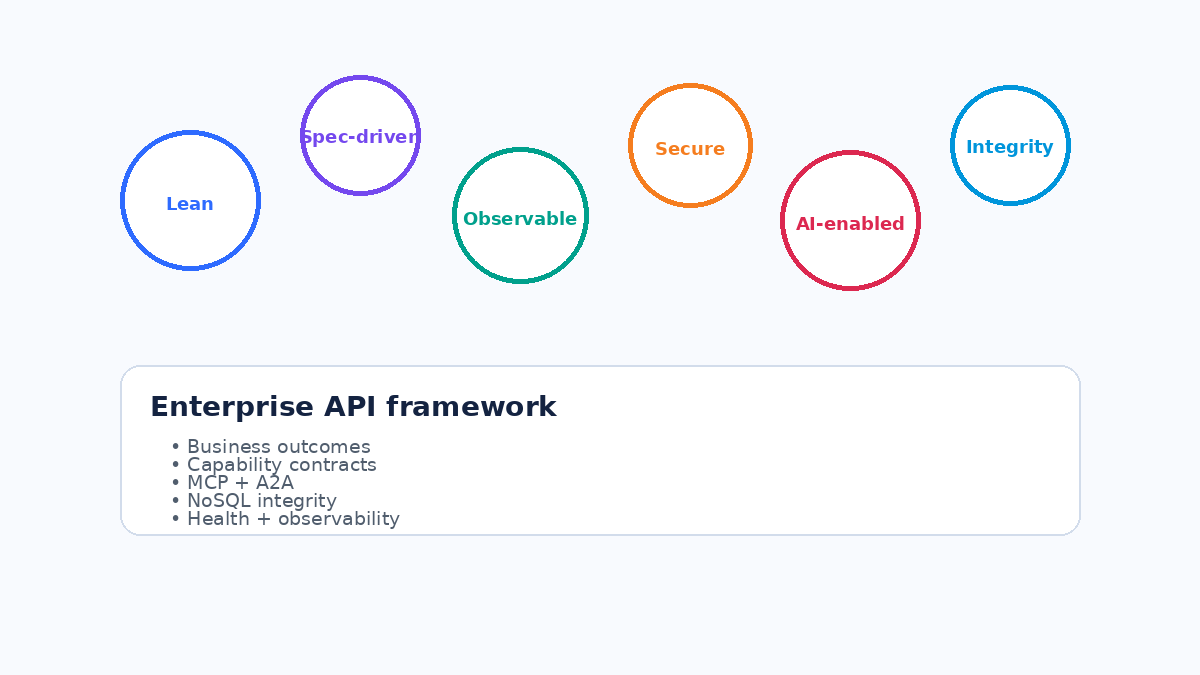 Spec-driven
Secure
Integrity
Lean
Observable
AI-enabled
Enterprise API framework
• Business outcomes
• Capability contracts
• MCP + A2A
• NoSQL integrity
• Health + observability